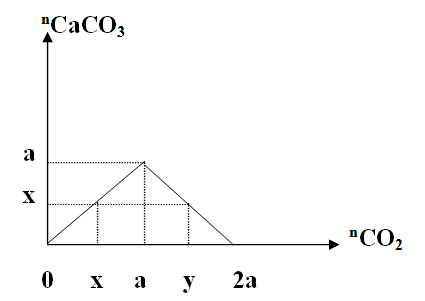 ⁿCaCO₃
a
x
ⁿCO₂
0 x a y 2a